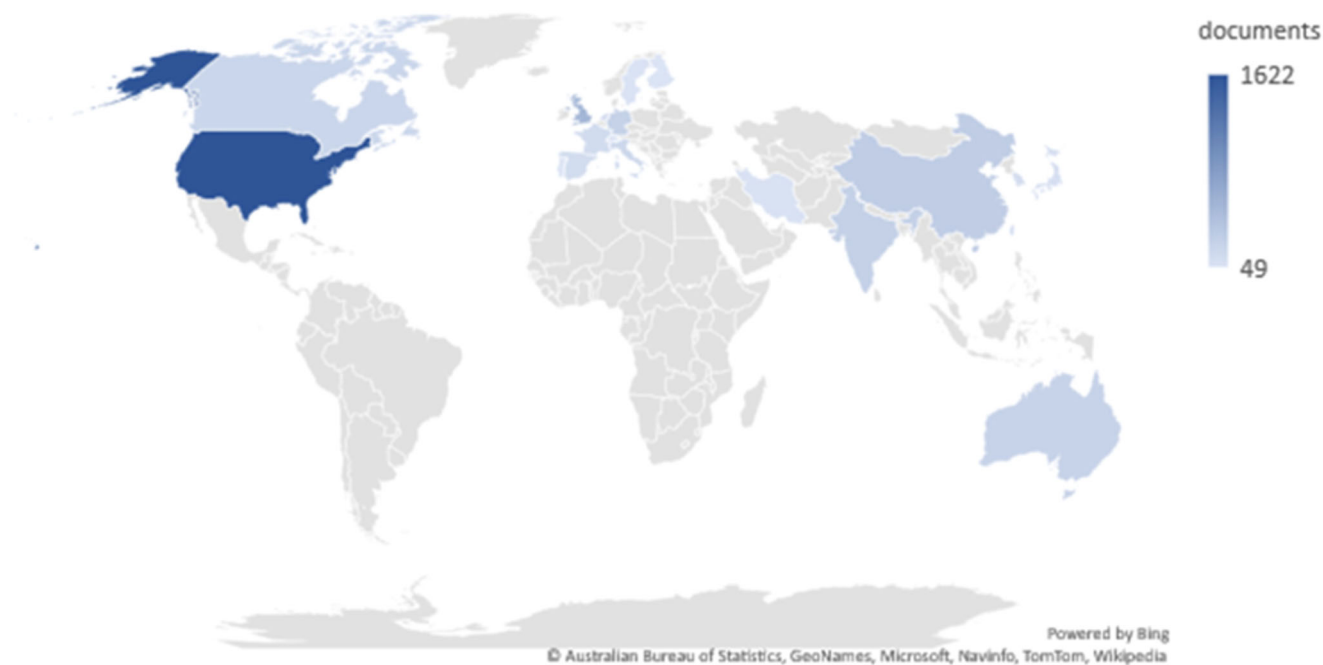 documents
1622
49
Powered by Bing
© Australian Bureau of Statistics, GeoNames, Microsoft, Navinfo, TomTom, Wikipedia